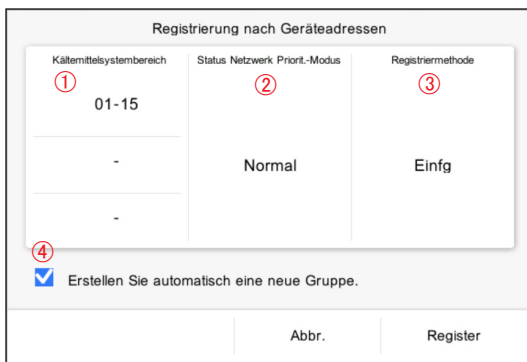 Registrierung nach Geräteadressen
Kältemittelsystembereich
Status Netzwerk Priorit.-Modus
Registriermethode
①
②
③
01-15
-
-
Normal
Einfg
④
Erstellen Sie automatisch eine neue Gruppe.
Abbr.
Register